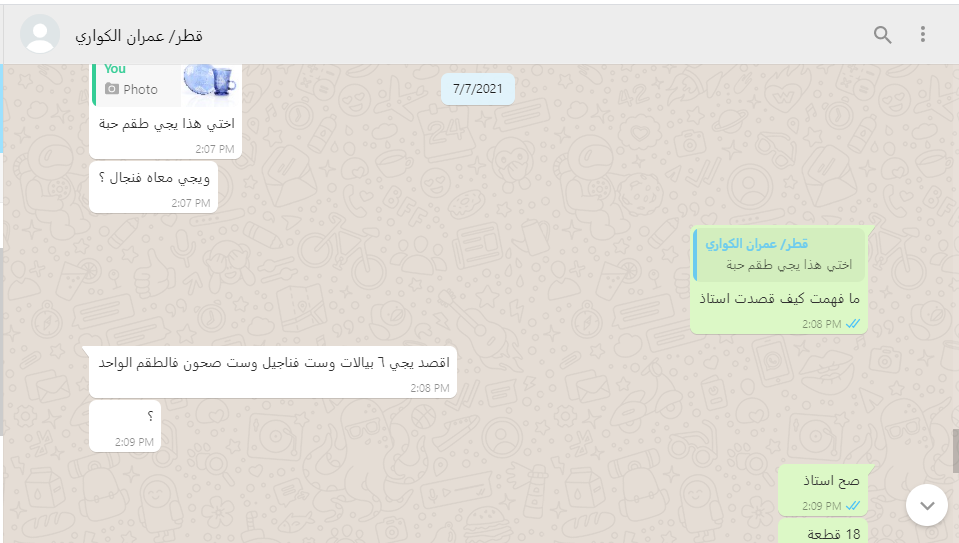 قطر/ عمران الكواري
You
Photo
اختي هذا يجي طقم حبة
2:07 PM
7/7/2021
ويجي معاه فنجال ؟
2:07 PM
قطر/ عمران الكواري
اختي هذا يجي طقم حبة
ما فهمت كيف قصدت استاذ
2:08 PM
اقصد يجي ٦ بيالات وست فناجيل وست صحون فالطقم الواحد
2:08 PM
؟
2:09 PM
صح استاذ
2:09 PM
18 قطعة